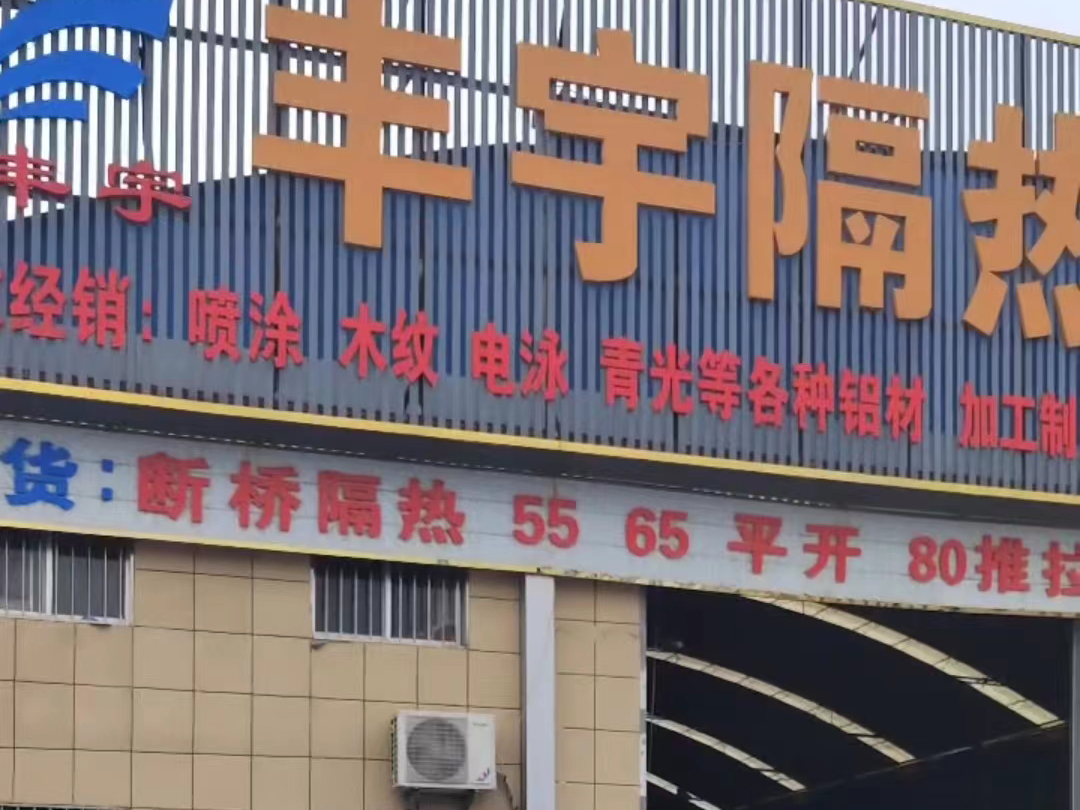 丰宇隔热
丰宇
经销：喷涂 木纹 电泳 青光等各种铝材 加工制
货：断桥隔热 55 65 平开 80推拉